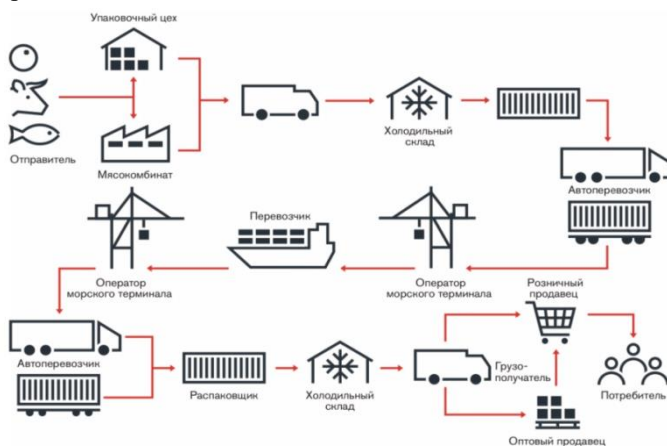 Упаковочный цех
Отправитель
Мясокомбинат
Холодильный
склад
Автоперевозчик
Перевозчик
Оператор
морского терминала
Оператор
морского терминала
Розничный
продавец
Автоперевозчик
Распаковщик
Холодильный
склад
Грузо-
получатель
Потребитель
Оптовый продавец